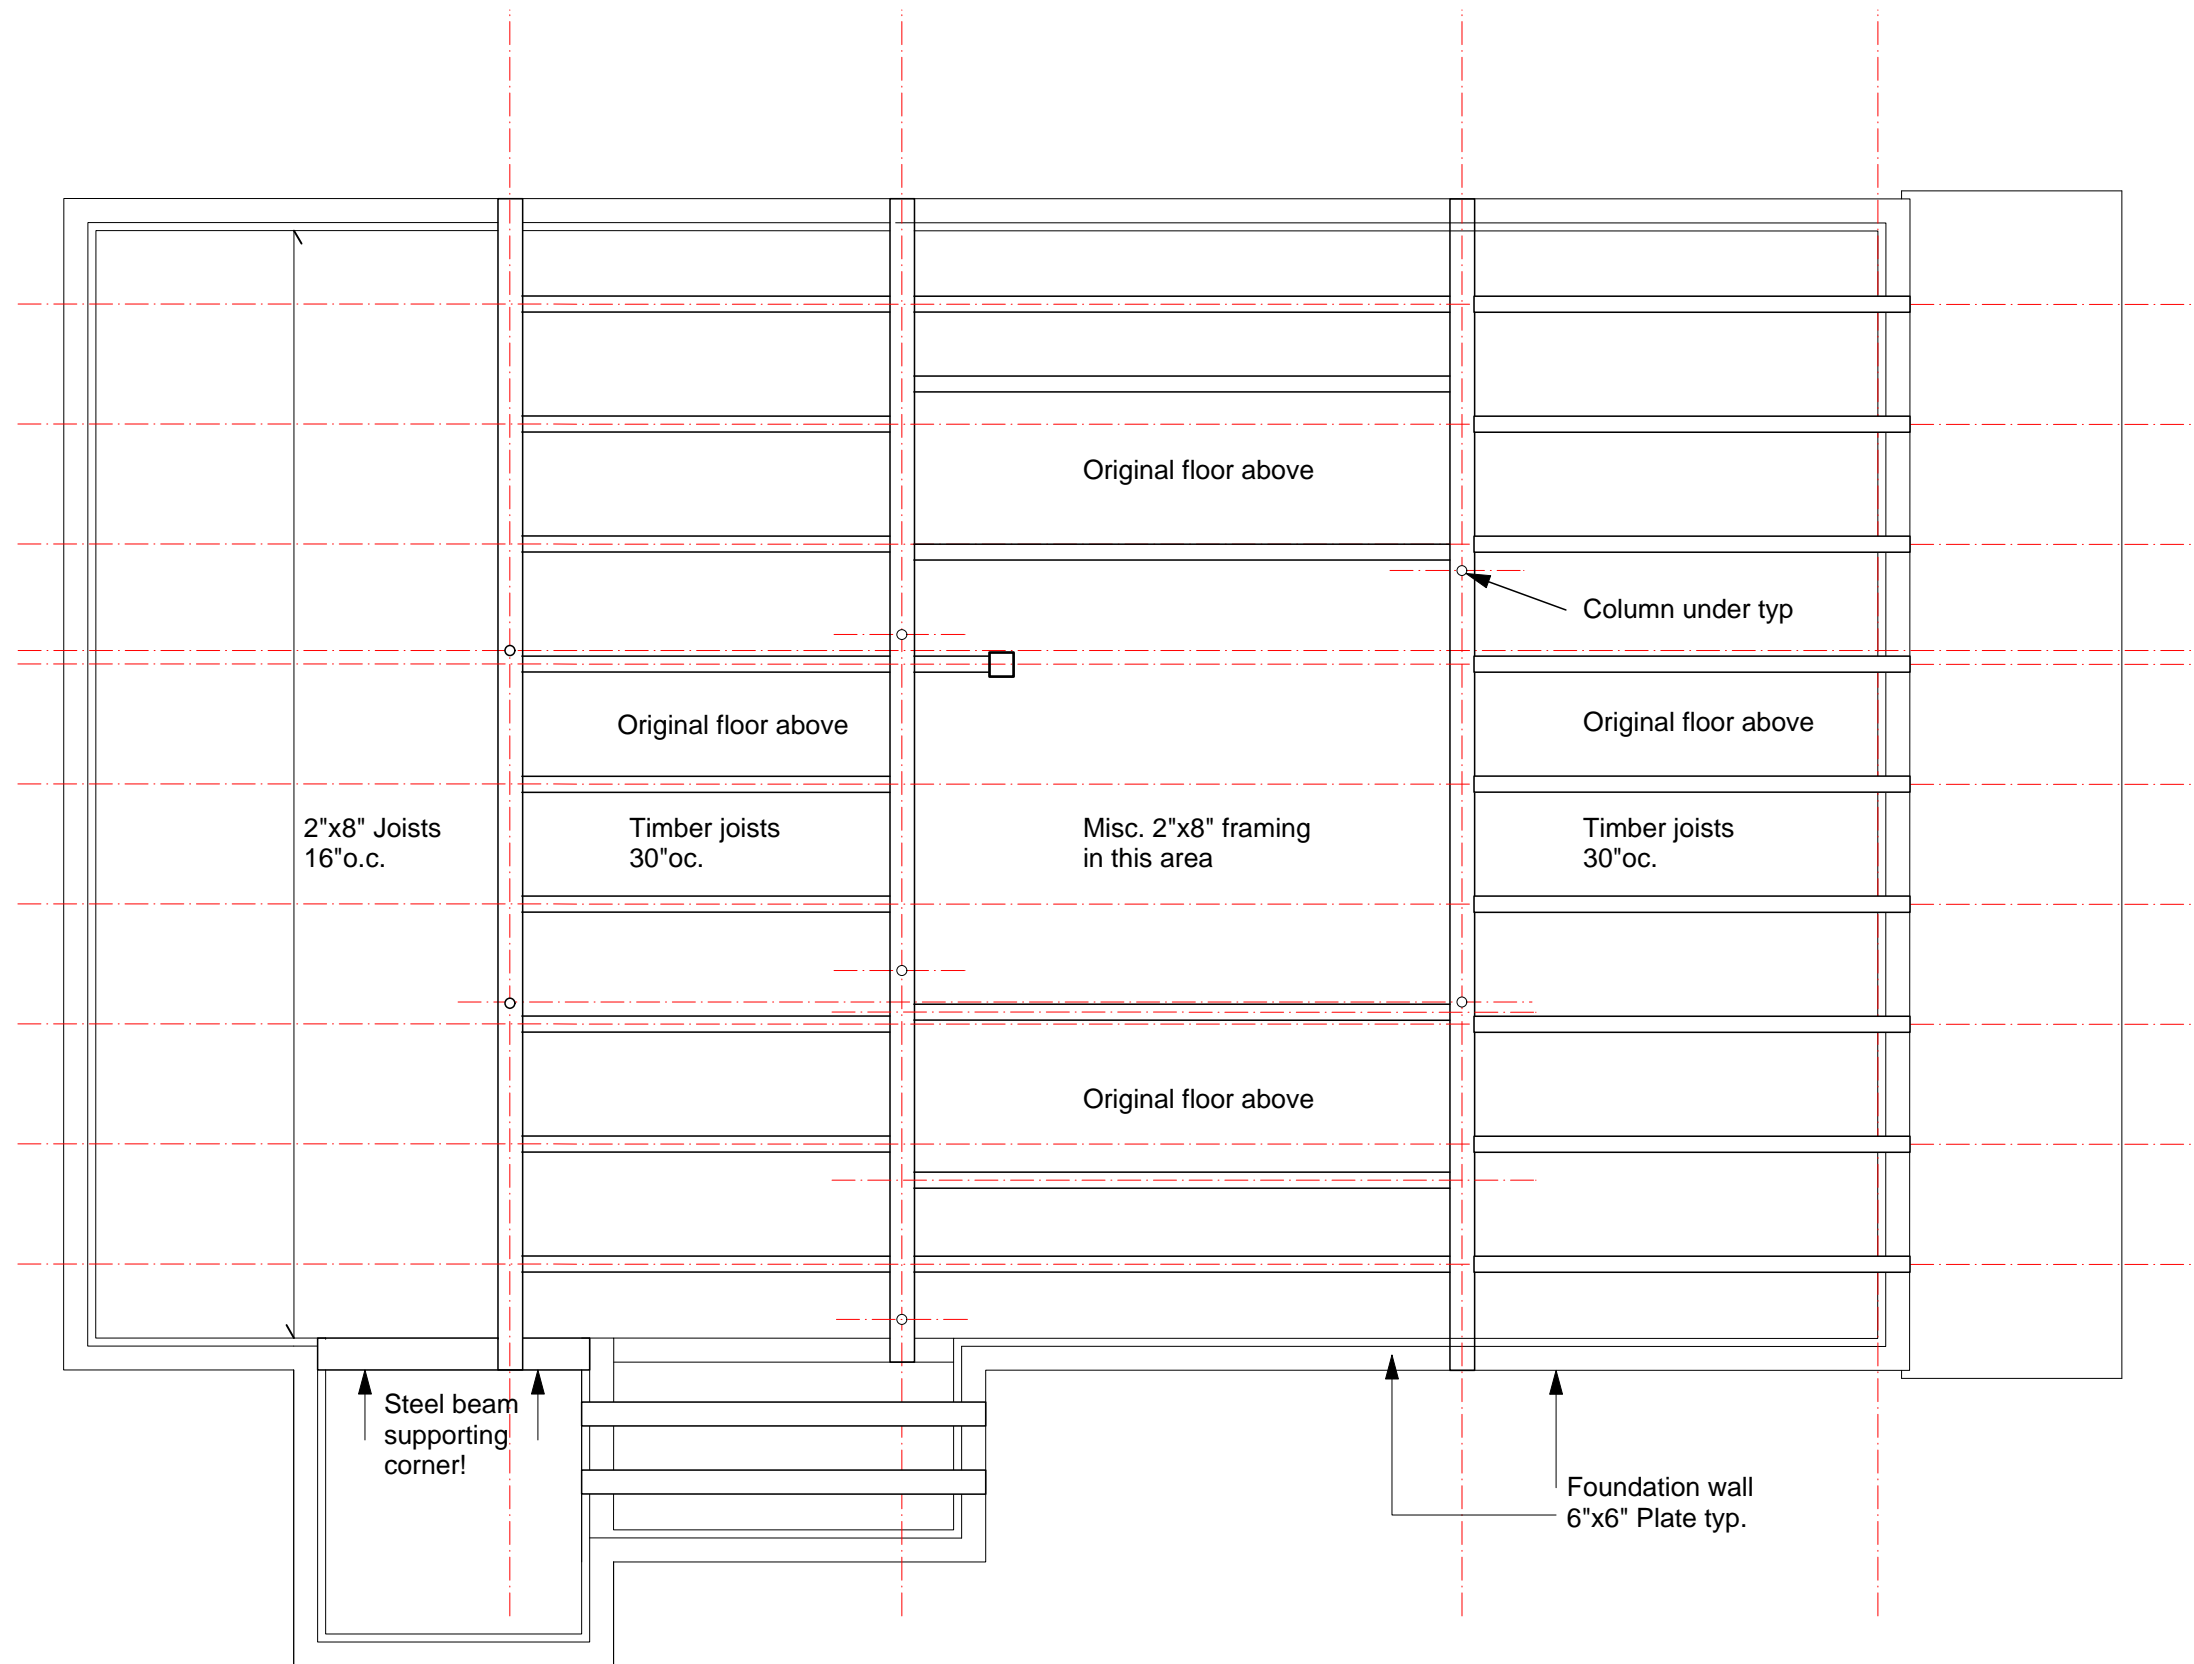 Original floor above
Column under typ
Original floor above
Original floor above
2"x8" Joists
16"o.c.
Timber joists
30"oc.
Misc. 2"x8" framing
in this area
Timber joists
30"oc.
Original floor above
Steel beam
supporting
corner!
Foundation wall
6"x6" Plate typ.